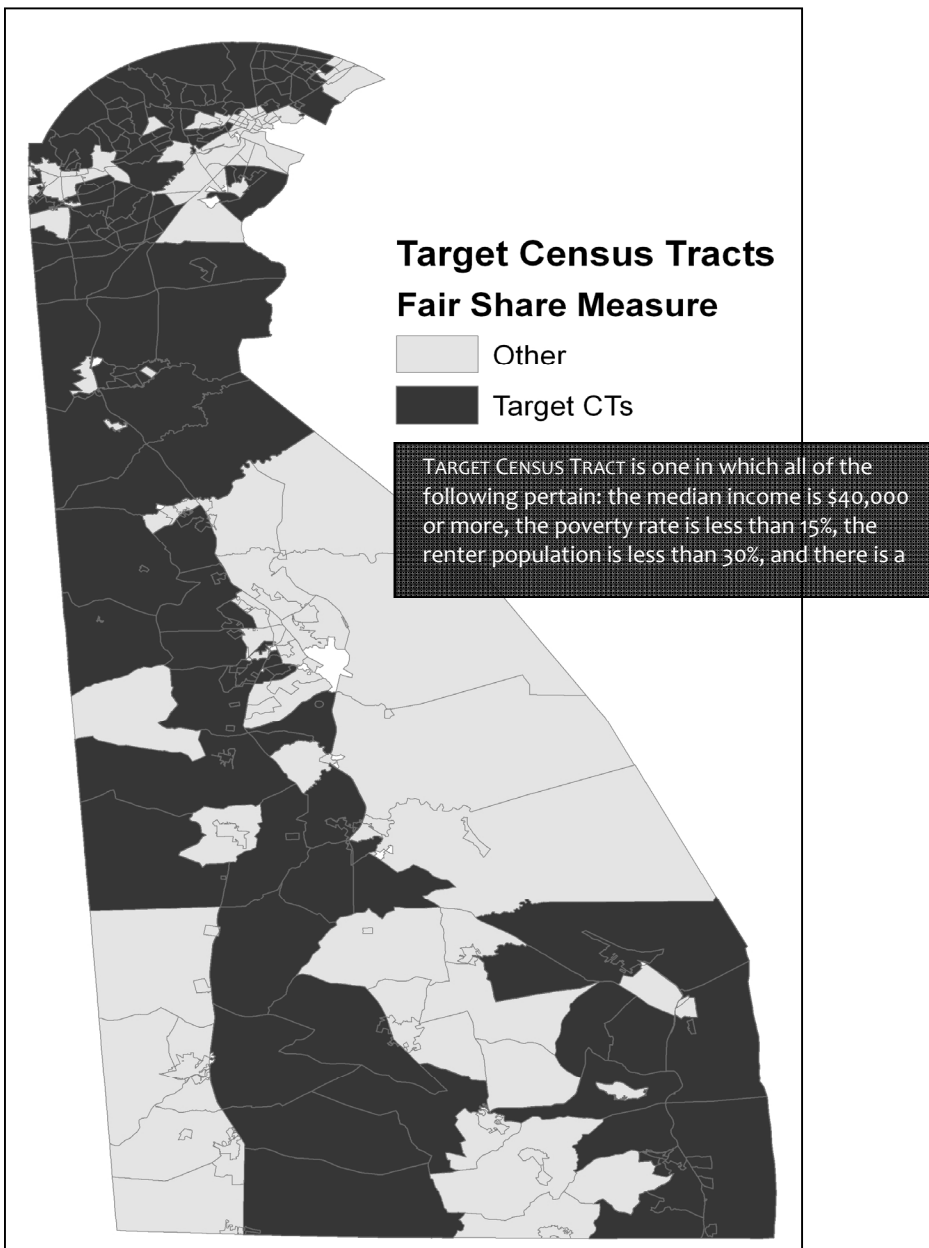 Target Census Tracts
Fair Share Measure
Other
Target CTs
TARGET CENSUS TRACT is one in which all of the
following pertain: the median income is $40,000
or more, the poverty rate is less than 15%, the
renter population is less than 30%, and there is a